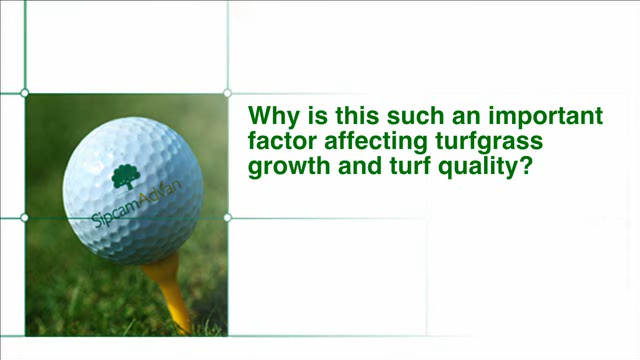 Why is this such an important
factor affecting turfgrass
growth and turf quality?
SipcamAdvan